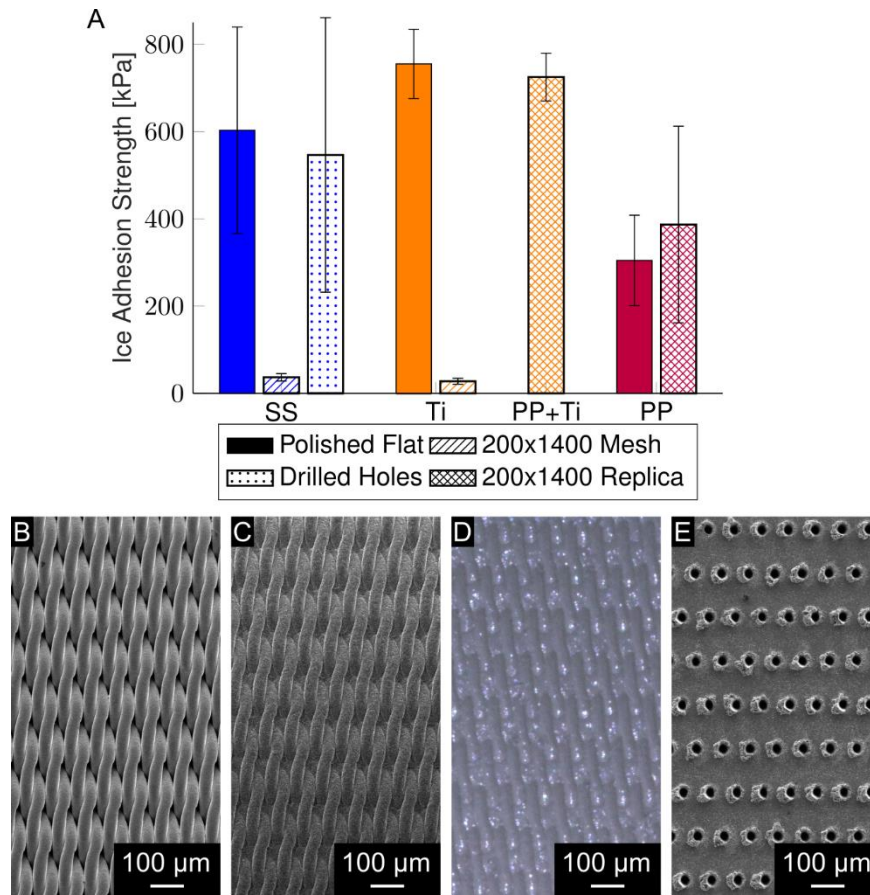 A
Ice Adhesion Strength [kPa]
800
600
400
200
0
SS Ti PP+Ti PP
Polished Flat 200x1400 Mesh
Drilled Holes 200x1400 Replica
B C D E
100 μm 100 μm 100 μm 100 μm